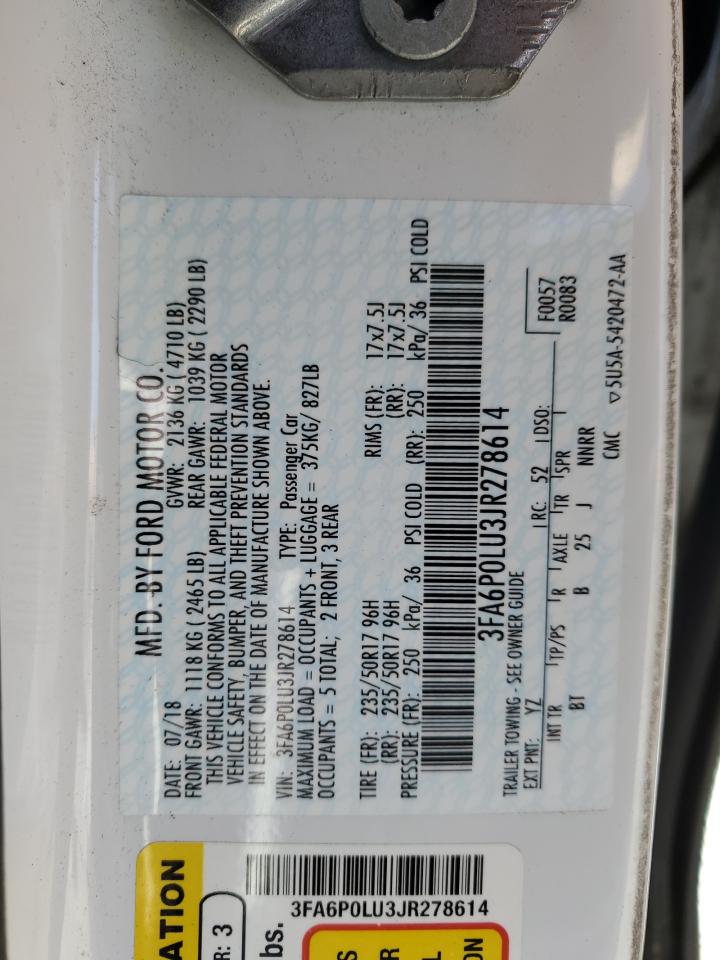 MFD. BY FORD MOTOR CO.
DATE: 07/18 GVWR: 2136 KG ( 4710 LB)
FRONT GAWR: 1118 KG ( 2465 LB) REAR GAWR: 1039 KG ( 2290 LB)
THIS VEHICLE CONFORMS TO ALL APPLICABLE FEDERAL MOTOR
VEHICLE SAFETY, BUMPER, AND THEFT PREVENTION STANDARDS
IN EFFECT ON THE DATE OF MANUFACTURE SHOWN ABOVE.
VIN: 3FA6P0LU3JR278614 TYPE: Passenger Car
MAXIMUM LOAD = OCCUPANTS + LUGGAGE = 375KG/ 827LB
OCCUPANTS = 5 TOTAL; 2 FRONT, 3 REAR
TIRE (FR): 235/50R17 96H RIMS (FR): 17x7.5J
(RR): 235/50R17 96H (RR): 17x7.5J
PRESSURE (FR): 250 kPa/ 36 PSI COLD (RR): 250 kPa/ 36 PSI COLD
3FA6P0LU3JR278614
TRAILER TOWING - SEE OWNER GUIDE F0057
EXT PNT: YZ RC: 52 DSO: R0083
INT TR TP/PS R AXLE TR SPR
BT B 25 J NNRR
CMC ▽5U5A-5420472-AA
ATION
R: 3
bs.
3FA6P0LU3JR278614
S
R
L
ON